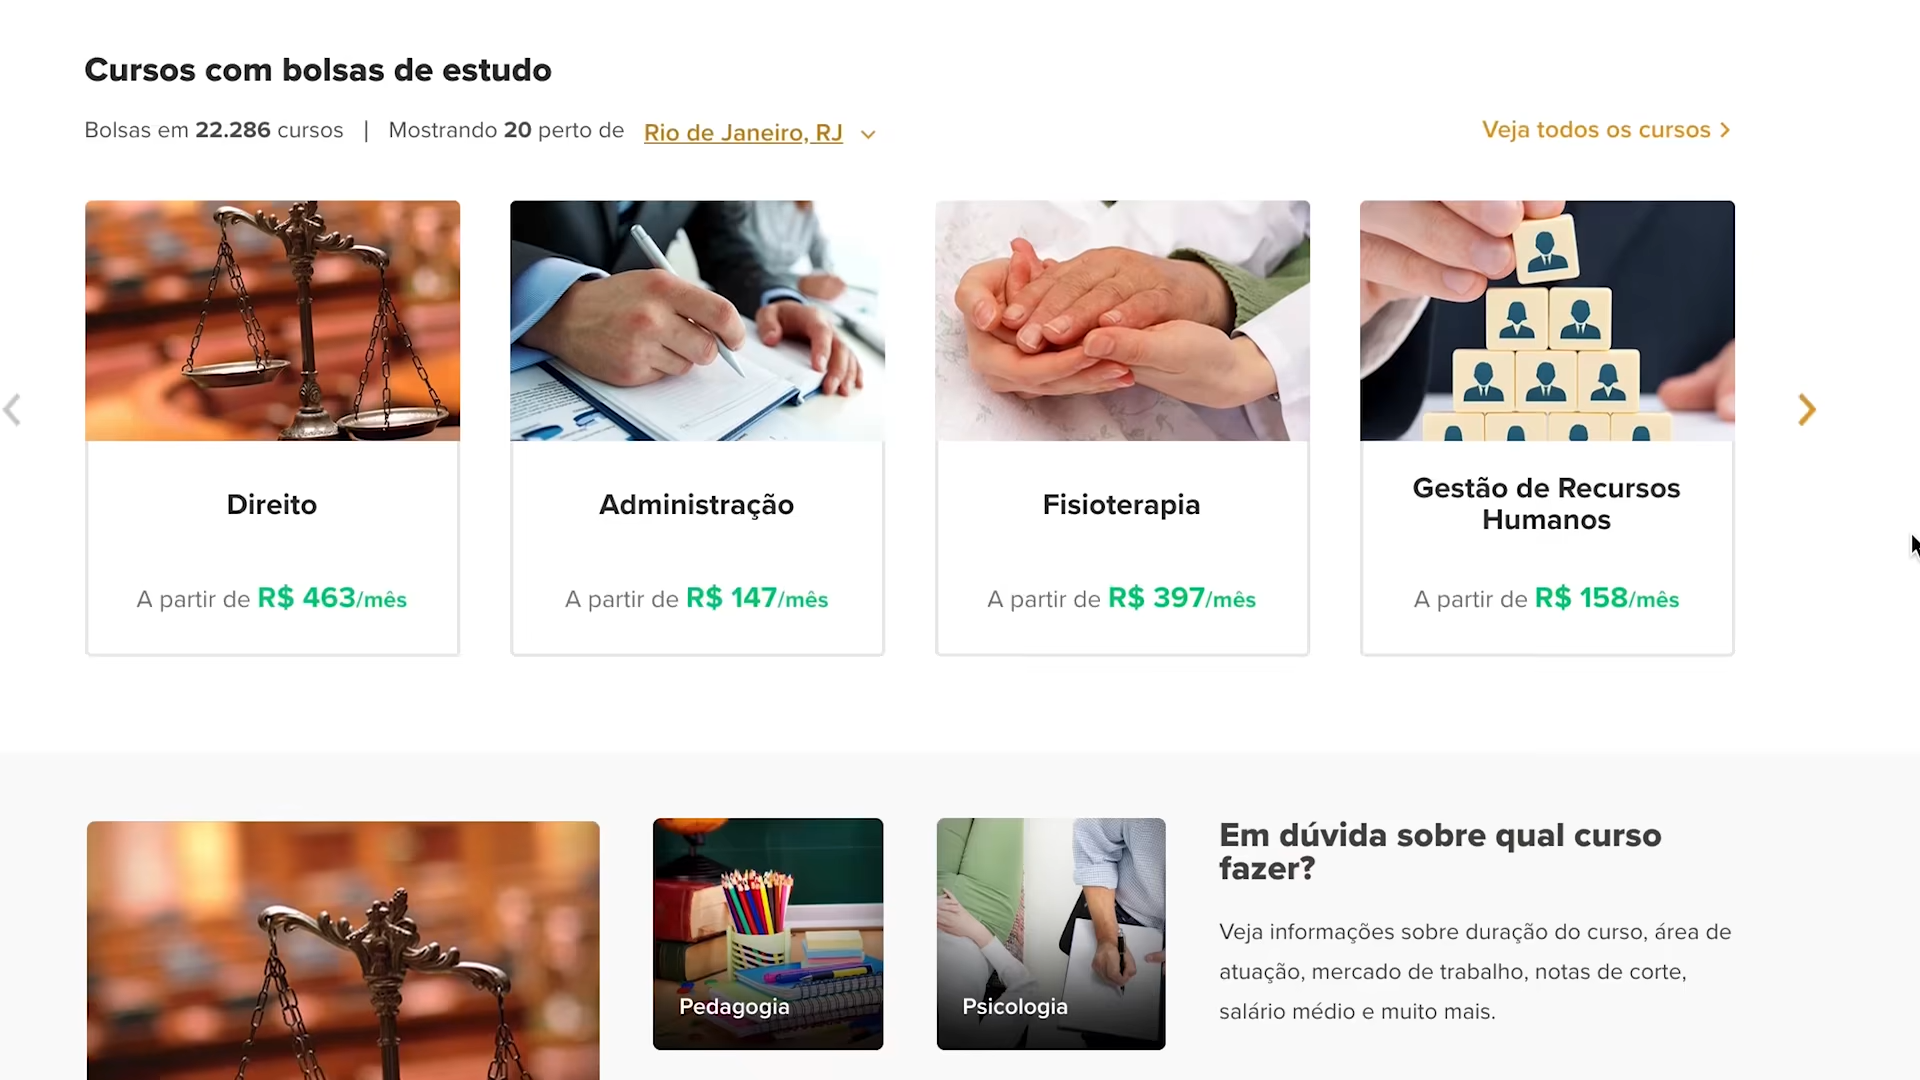 Cursos com bolsas de estudo
Bolsas em 22.286 cursos | Mostrando 20 perto de Rio de Janeiro, RJ
Veja todos os cursos
Direito
A partir de R$ 463/mês
Administração
A partir de R$ 147/mês
Fisioterapia
A partir de R$ 397/mês
Gestão de Recursos
Humanos
A partir de R$ 158/mês
Pedagogia
Psicologia
Em dúvida sobre qual curso
fazer?
Veja informações sobre duração do curso, área de
atuação, mercado de trabalho, notas de corte,
salário médio e muito mais.